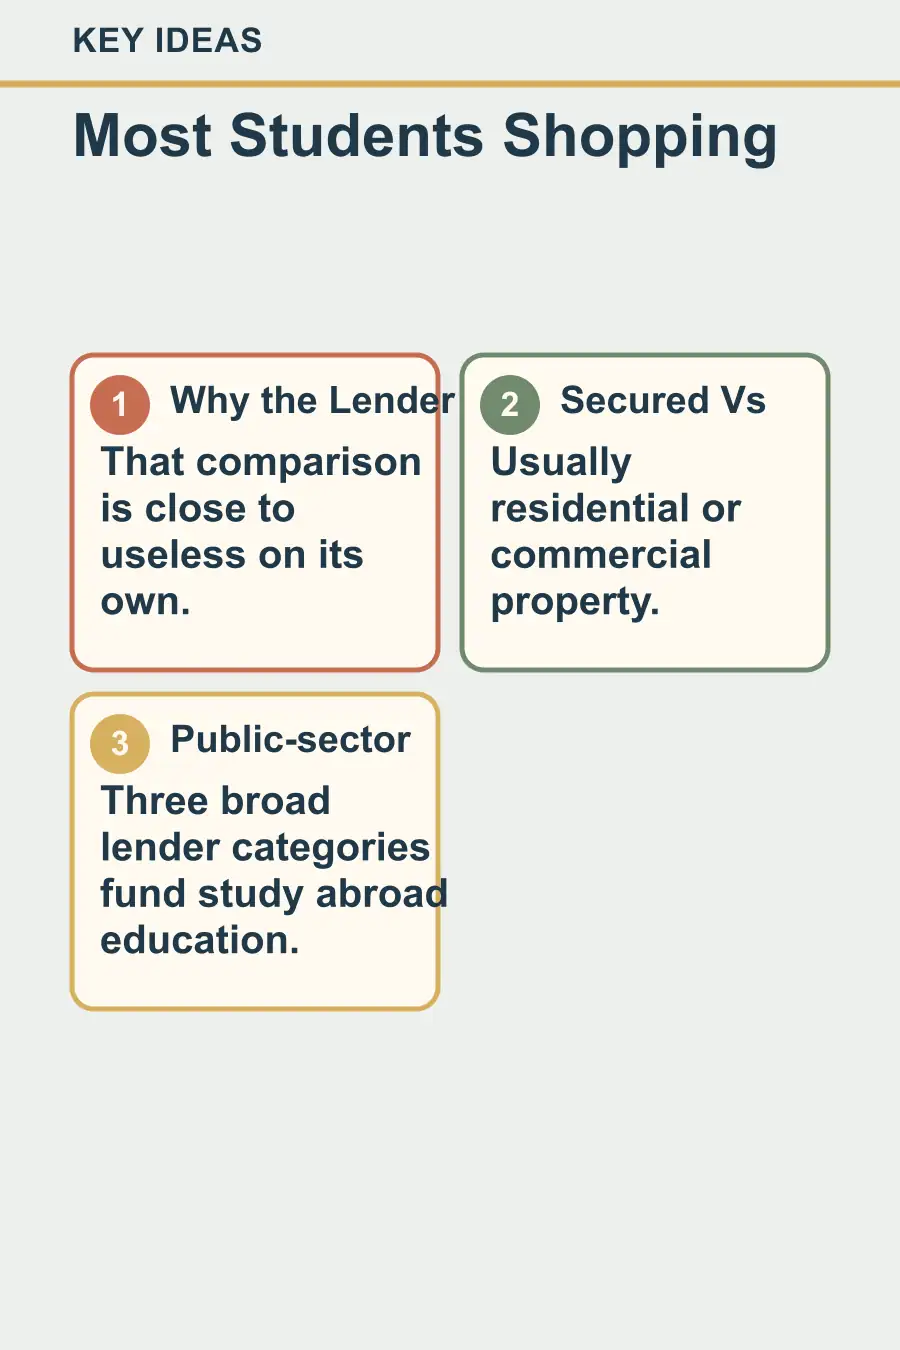 KEY IDEAS
Most Students Shopping
1
Why the Lender
That comparison
is close to
useless on its
own.
2
Secured Vs
Usually
residential or
commercial
property.
3
Public-sector
Three broad
lender categories
fund study abroad
education.